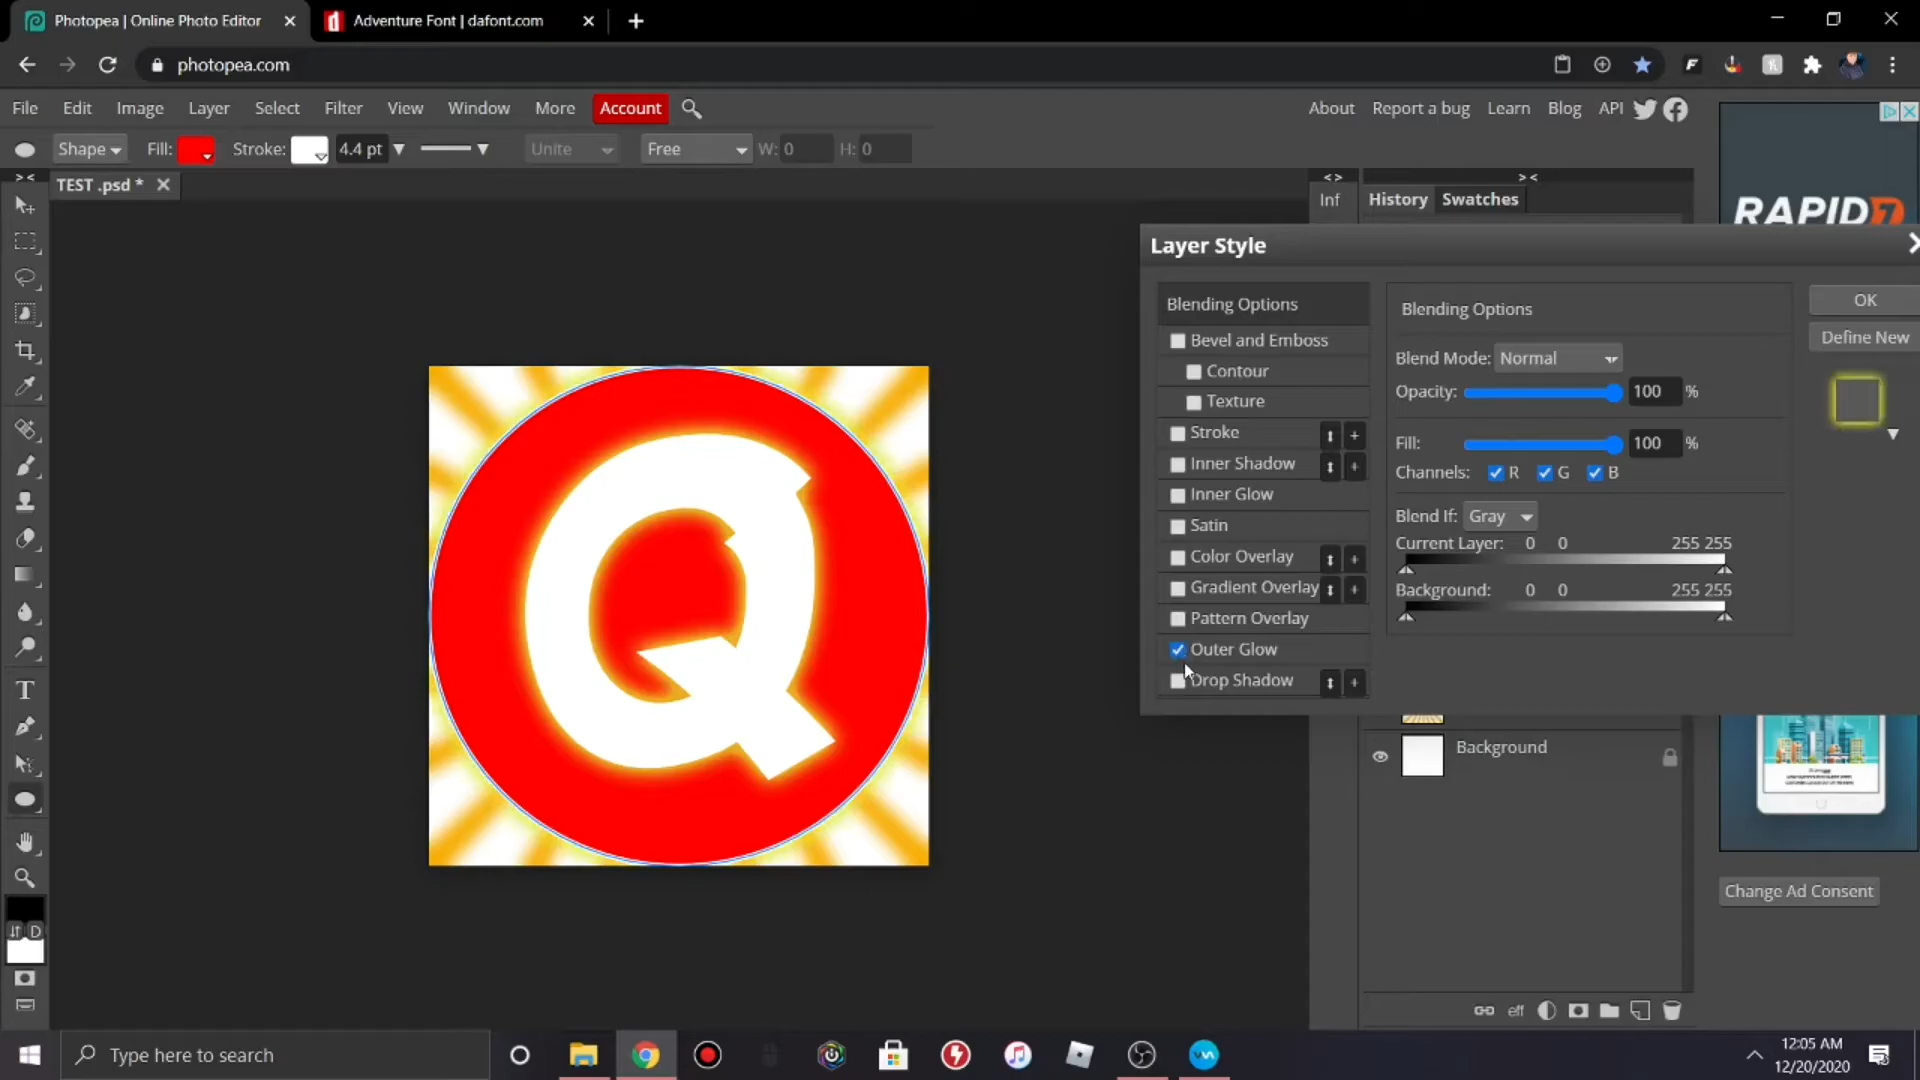 Photopea | Online Photo Editor
Adventure Font | dafont.com
photopea.com
File Edit Image Layer Select Filter View Window More Account
About Report a bug Learn Blog API
Shape Fill: Stroke: 4.4 pt Unite Free W: 0 H: 0
TEST .psd *
Inf
History Swatches
RAPID7
Layer Style
Blending Options
Bevel and Emboss
Contour
Texture
Stroke
Inner Shadow
Inner Glow
Satin
Color Overlay
Gradient Overlay
Pattern Overlay
Outer Glow
Drop Shadow
Blending Options
Blend Mode: Normal
Opacity: 100 %
Fill: 100 %
Channels: R G B
Blend If: Gray
Current Layer: 0 0 255 255
Background: 0 0 255 255
OK
Define New
Q
Background
Change Ad Consent
D
eff
Type here to search
12:05 AM
12/20/2020